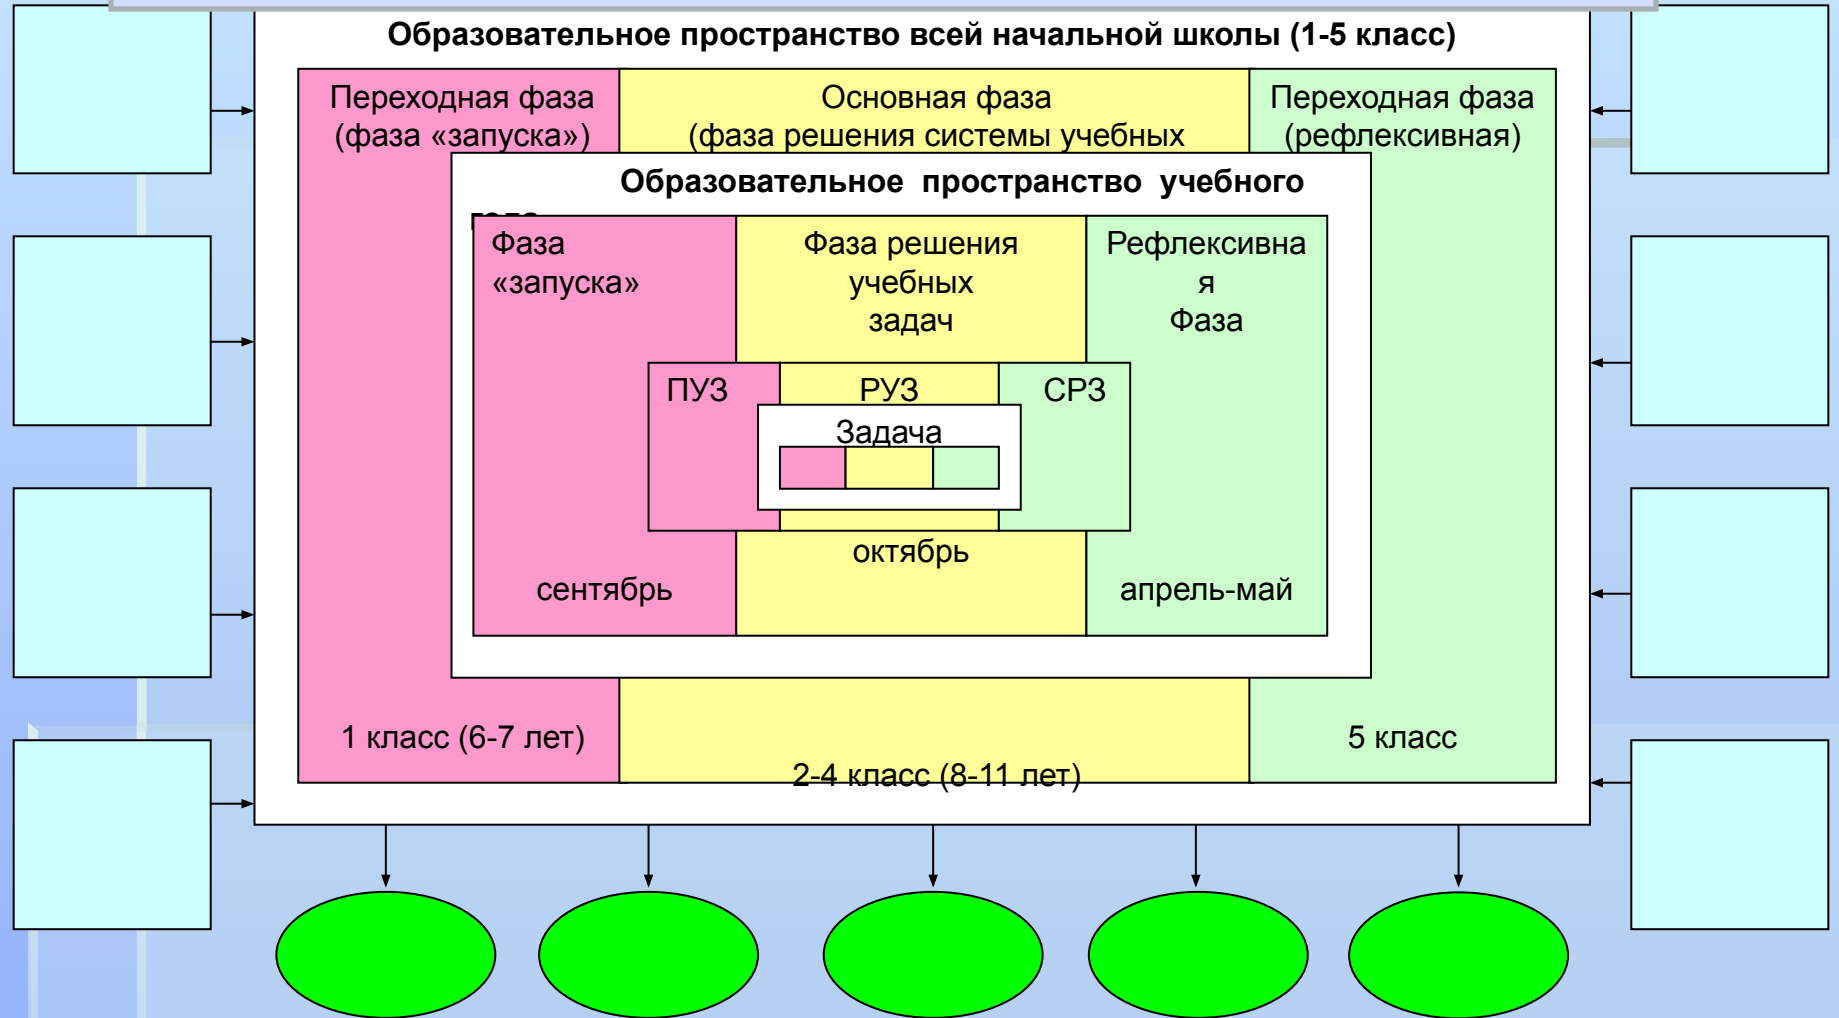 Образовательное пространство всей начальной школы (1-5 класс)
Переходная фаза
(фаза «запуска»)
Основная фаза
(фаза решения системы учебных
Переходная фаза
(рефлексивная)
Образовательное пространство учебного
Фаза
«запуска»
Фаза решения
учебных
задач
Рефлексивна
я
Фаза
ПУЗ
РУЗ
СРЗ
Задача
октябрь
сентябрь
апрель-май
1 класс (6-7 лет)
5 класс
2-4 класс (8-11 лет)